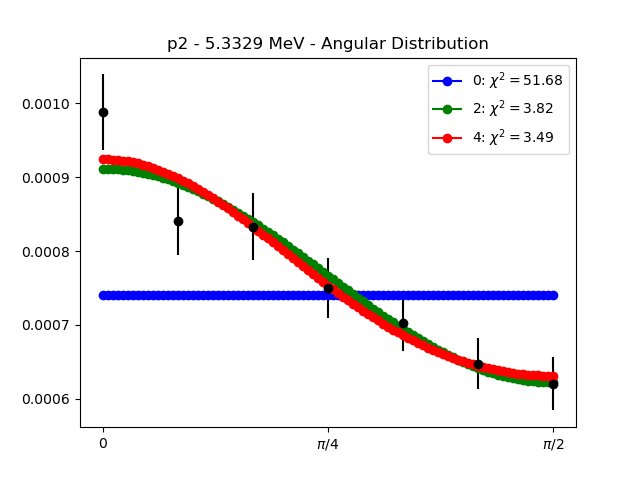 p2 - 5.3329 MeV - Angular Distribution
0: χ² = 51.68
2: χ² = 3.82
4: χ² = 3.49
0.0010
0.0009
0.0008
0.0007
0.0006
0
π/4
π/2